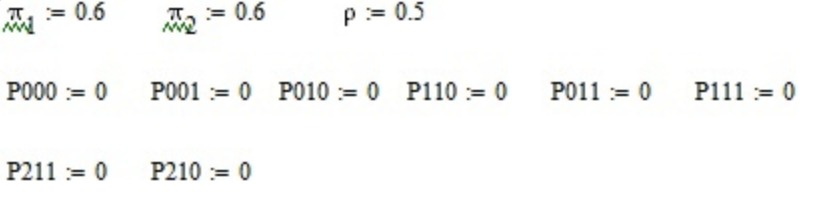 π1 := 0.6 π2 := 0.6 ρ := 0.5
P000 := 0 P001 := 0 P010 := 0 P110 := 0 P011 := 0 P111 := 0
P211 := 0 P210 := 0